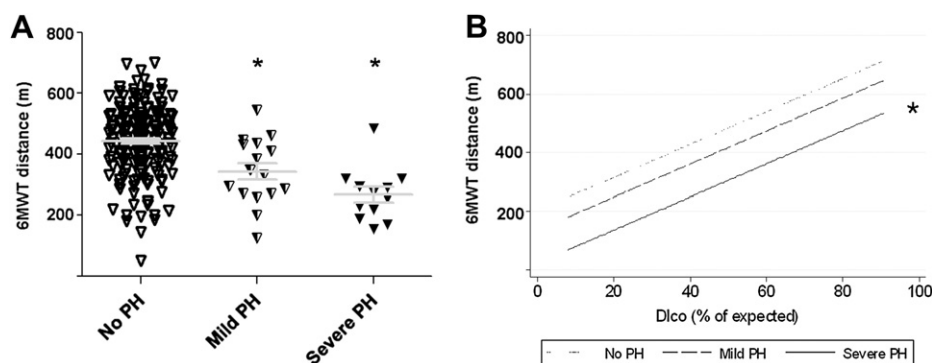 A
6MWT distance (m)
800
600
400
200
0
*
*
No PH
Mild PH
Severe PH
B
6MWT distance (m)
800
600
400
200
*
0
20
40
60
80
100
Dlco (% of expected)
No PH
Mild PH
Severe PH